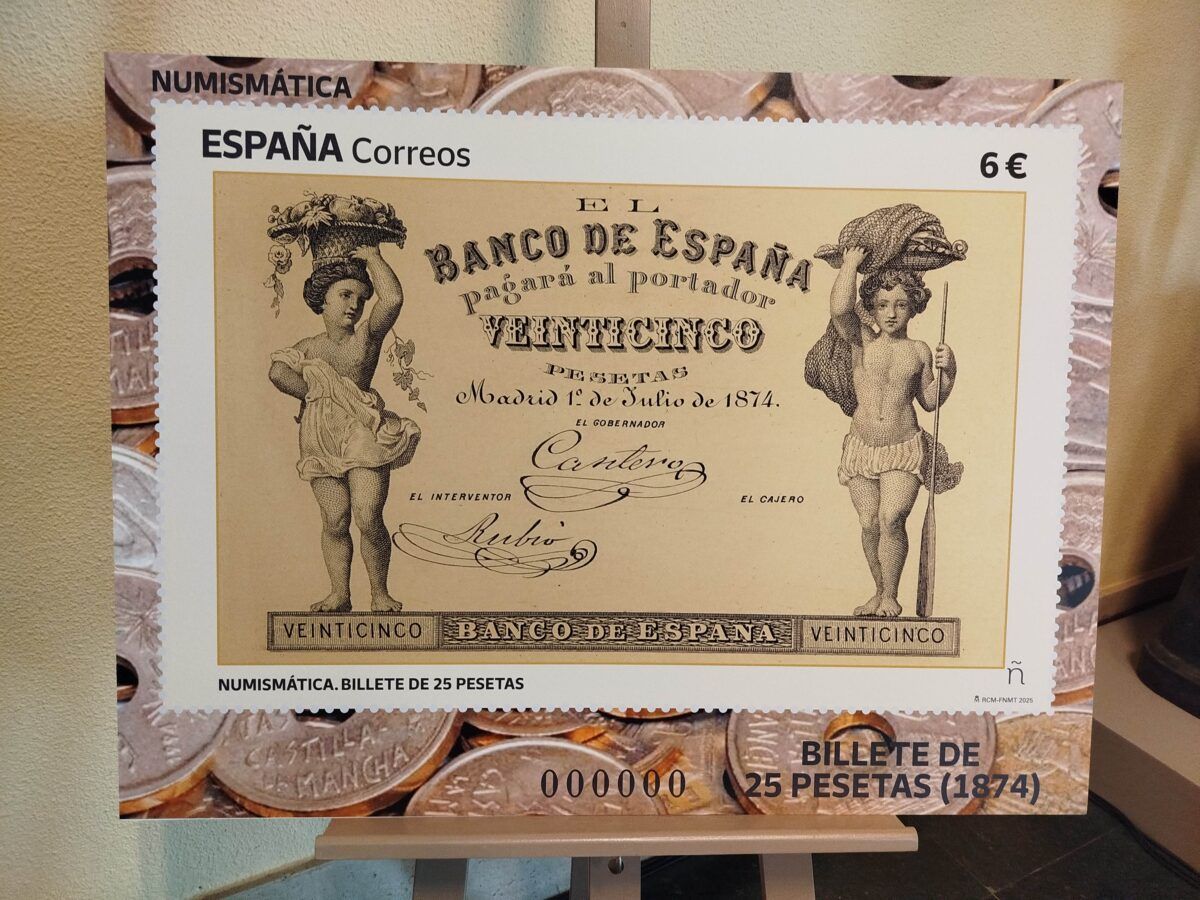 NUMISMÁTICA
ESPAÑA Correos
6 €
EL
BANCO DE ESPAÑA
pagará al portador
VEINTICINCO
PESETAS
Madrid 1º de Julio de 1874.
EL GOBERNADOR
Cantero
EL INTERVENTOR
EL CAJERO
Rubio
VEINTICINCO
BANCO DE ESPAÑA
VEINTICINCO
ñ
NUMISMÁTICA. BILLETE DE 25 PESETAS
RCM-FNMT 2025
CASTILLA-
LA MANCHA
000000
BILLETE DE
25 PESETAS (1874)